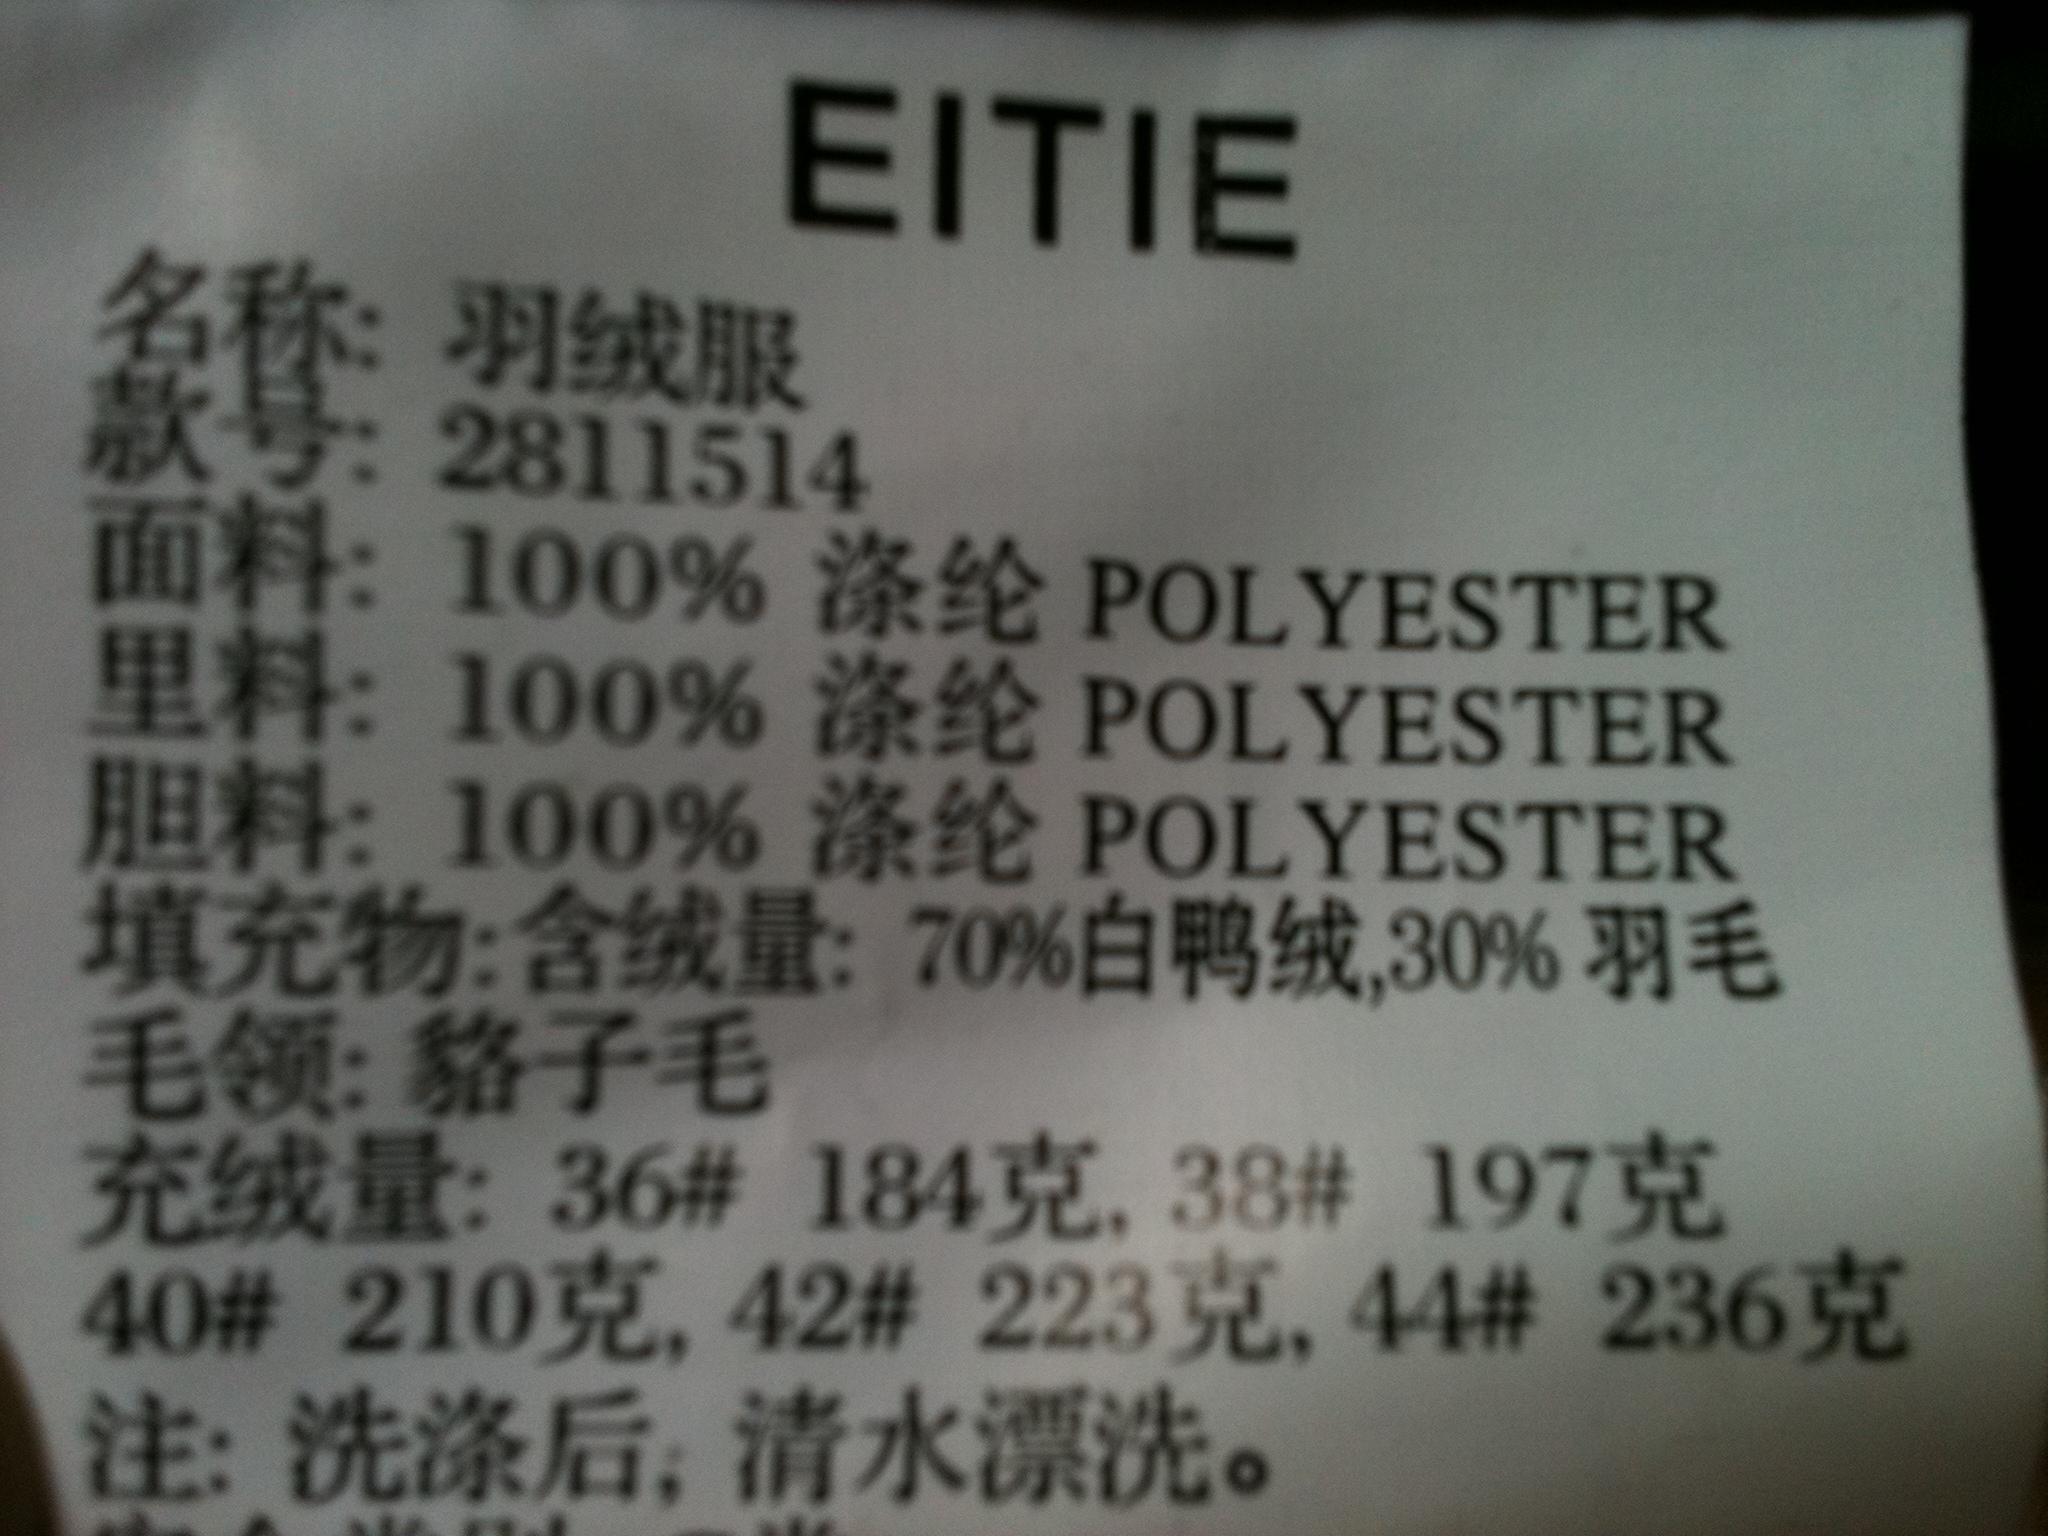 EITIE
名称: 羽绒服
款号: 2811514
面料: 100% 涤纶 POLYESTER
里料: 100% 涤纶 POLYESTER
胆料: 100% 涤纶 POLYESTER
填充物:含绒量: 70%白鸭绒,30% 羽毛
毛领: 貉子毛
充绒量: 36# 184克, 38# 197克
40# 210克, 42# 223克, 44# 236克
注: 洗涤后, 清水漂洗。